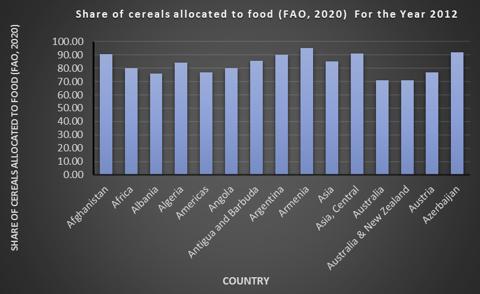 Share of cereals allocated to food (FAO, 2020) For the Year 2012
SHARE OF CEREALS ALLOCATED TO FOOD (FAO, 2020)
100.00
90.00
80.00
70.00
60.00
50.00
40.00
30.00
20.00
10.00
0.00
Afghanistan
Africa
Albania
Algeria
Americas
Angola
Antigua and Barbuda
Argentina
Armenia
Asia
Asia, Central
Australia
Australia & New Zealand
Austria
Azerbaijan
COUNTRY